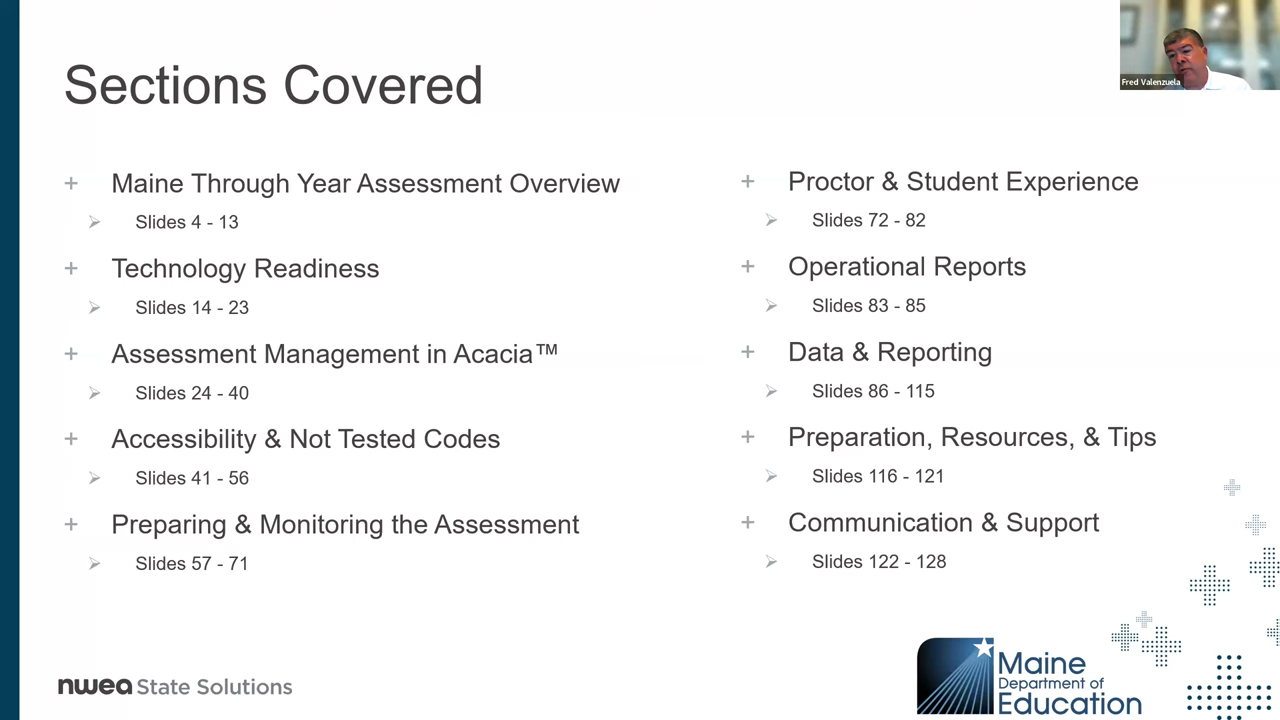 Sections Covered
Fred Valenzuela
+ Maine Through Year Assessment Overview
Slides 4 - 13
+ Technology Readiness
Slides 14 - 23
+ Assessment Management in Acacia™
Slides 24 - 40
+ Accessibility & Not Tested Codes
Slides 41 - 56
+ Preparing & Monitoring the Assessment
Slides 57 - 71
+ Proctor & Student Experience
Slides 72 - 82
+ Operational Reports
Slides 83 - 85
+ Data & Reporting
Slides 86 - 115
+ Preparation, Resources, & Tips
Slides 116 - 121
+ Communication & Support
Slides 122 - 128
nwea State Solutions
Maine
Department of
Education